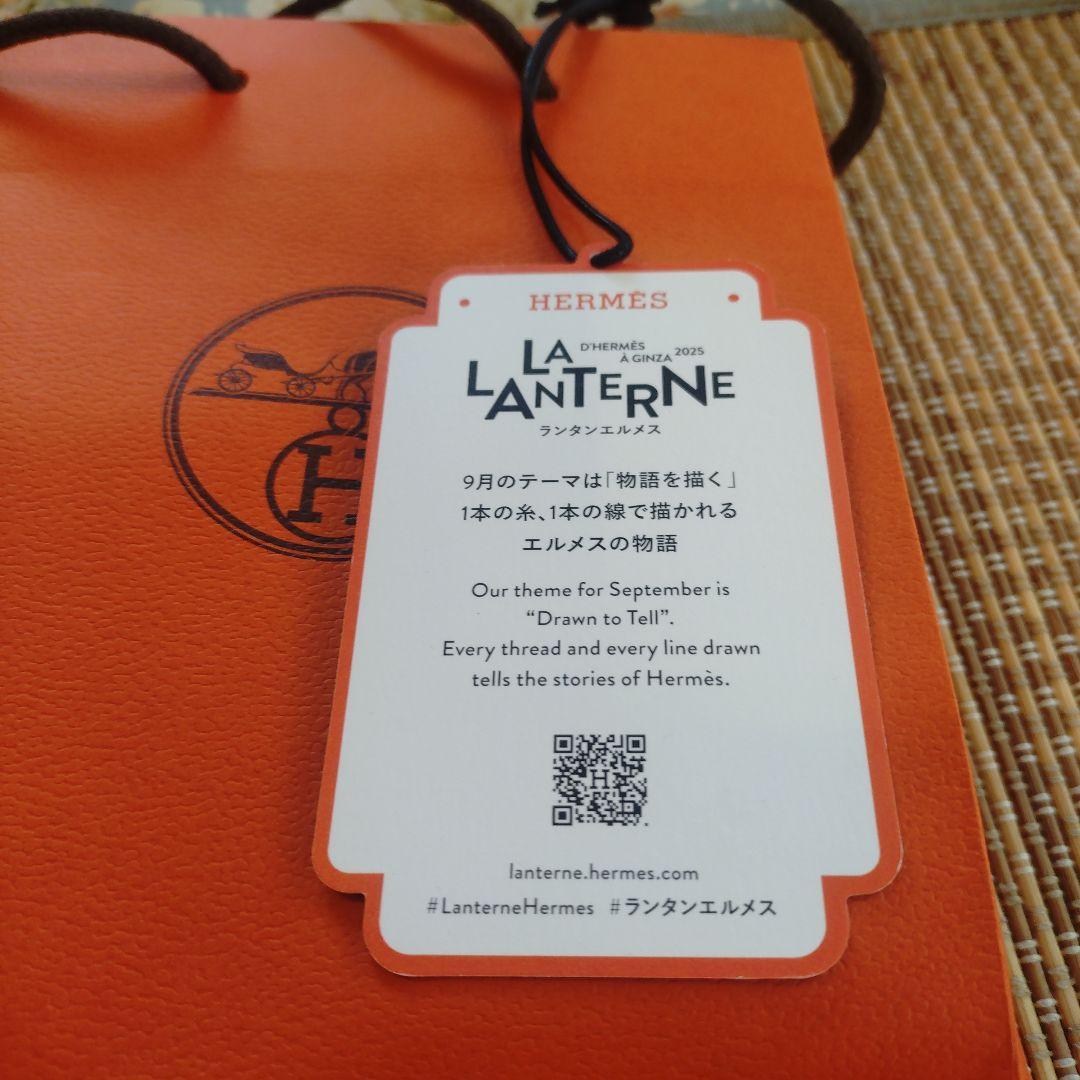 HERMÈS
LA D'HERMÈS À GINZA 2025
LANTERNE
ランタンエルメス
9月のテーマは「物語を描く」
1本の糸、1本の線で描かれる
エルメスの物語
Our theme for September is
“Drawn to Tell”.
Every thread and every line drawn
tells the stories of Hermès.
H
lanterne.hermes.com
#LanterneHermes #ランタンエルメス
H